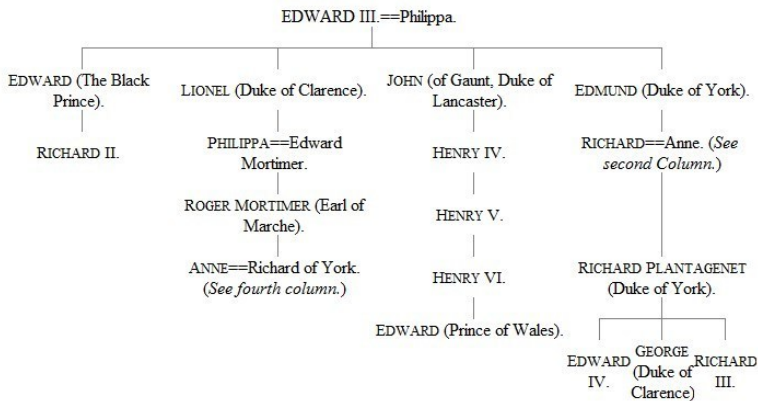 EDWARD III.==Philippa.
EDWARD (The Black
Prince).
RICHARD II.
LIONEL (Duke of Clarence).
PHILIPPA==Edward
Mortimer.
ROGER MORTIMER (Earl of
Marche).
ANNE==Richard of York.
(See fourth column.)
JOHN (of Gaunt, Duke of
Lancaster).
HENRY IV.
HENRY V.
HENRY VI.
EDWARD (Prince of Wales).
EDMUND (Duke of York).
RICHARD==Anne. (See
second Column.)
RICHARD PLANTAGENET
(Duke of York).
EDWARD
IV.
GEORGE
(Duke of
Clarence)
RICHARD
III.